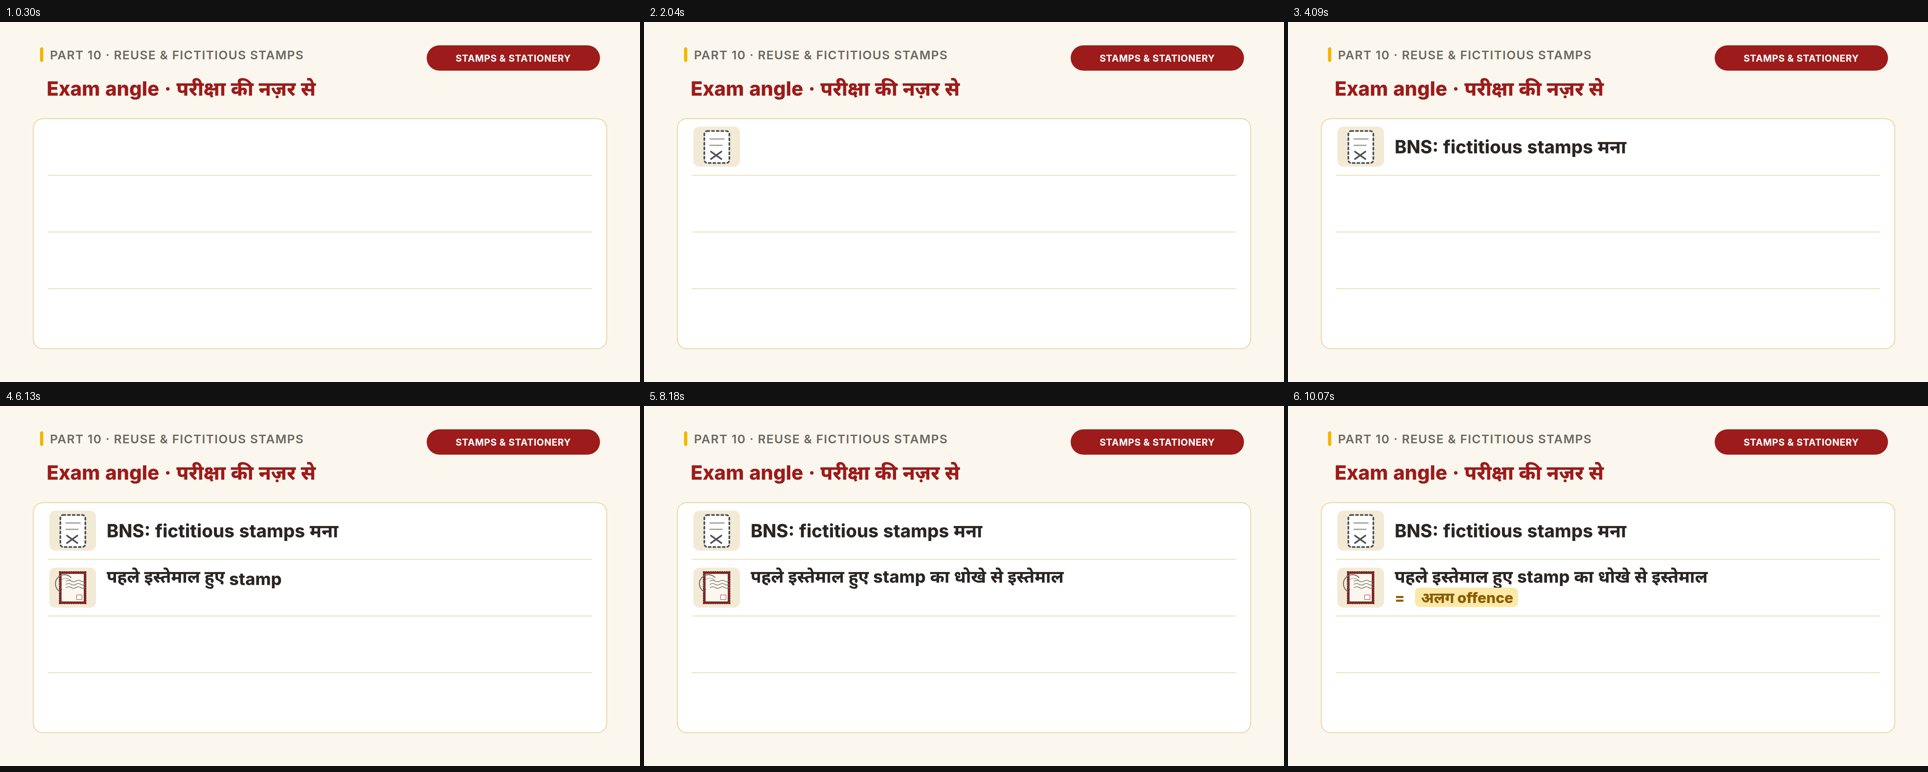 1. 0.30s
PART 10 · REUSE & FICTITIOUS STAMPS
STAMPS & STATIONERY
Exam angle · परीक्षा की नज़र से
2. 2.04s
PART 10 · REUSE & FICTITIOUS STAMPS
STAMPS & STATIONERY
Exam angle · परीक्षा की नज़र से
3. 4.09s
PART 10 · REUSE & FICTITIOUS STAMPS
STAMPS & STATIONERY
Exam angle · परीक्षा की नज़र से
BNS: fictitious stamps मना
4. 6.13s
PART 10 · REUSE & FICTITIOUS STAMPS
STAMPS & STATIONERY
Exam angle · परीक्षा की नज़र से
BNS: fictitious stamps मना
पहले इस्तेमाल हुए stamp
5. 8.18s
PART 10 · REUSE & FICTITIOUS STAMPS
STAMPS & STATIONERY
Exam angle · परीक्षा की नज़र से
BNS: fictitious stamps मना
पहले इस्तेमाल हुए stamp का धोखे से इस्तेमाल
6. 10.07s
PART 10 · REUSE & FICTITIOUS STAMPS
STAMPS & STATIONERY
Exam angle · परीक्षा की नज़र से
BNS: fictitious stamps मना
पहले इस्तेमाल हुए stamp का धोखे से इस्तेमाल
= अलग offence